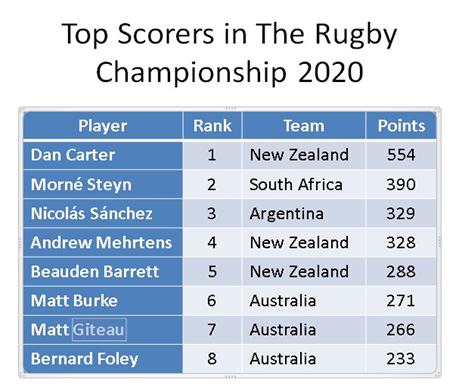 Top Scorers in The Rugby
Championship 2020
Player Rank Team Points
Dan Carter 1 New Zealand 554
Morné Steyn 2 South Africa 390
Nicolás Sánchez 3 Argentina 329
Andrew Mehrtens 4 New Zealand 328
Beauden Barrett 5 New Zealand 288
Matt Burke 6 Australia 271
Matt Giteau 7 Australia 266
Bernard Foley 8 Australia 233